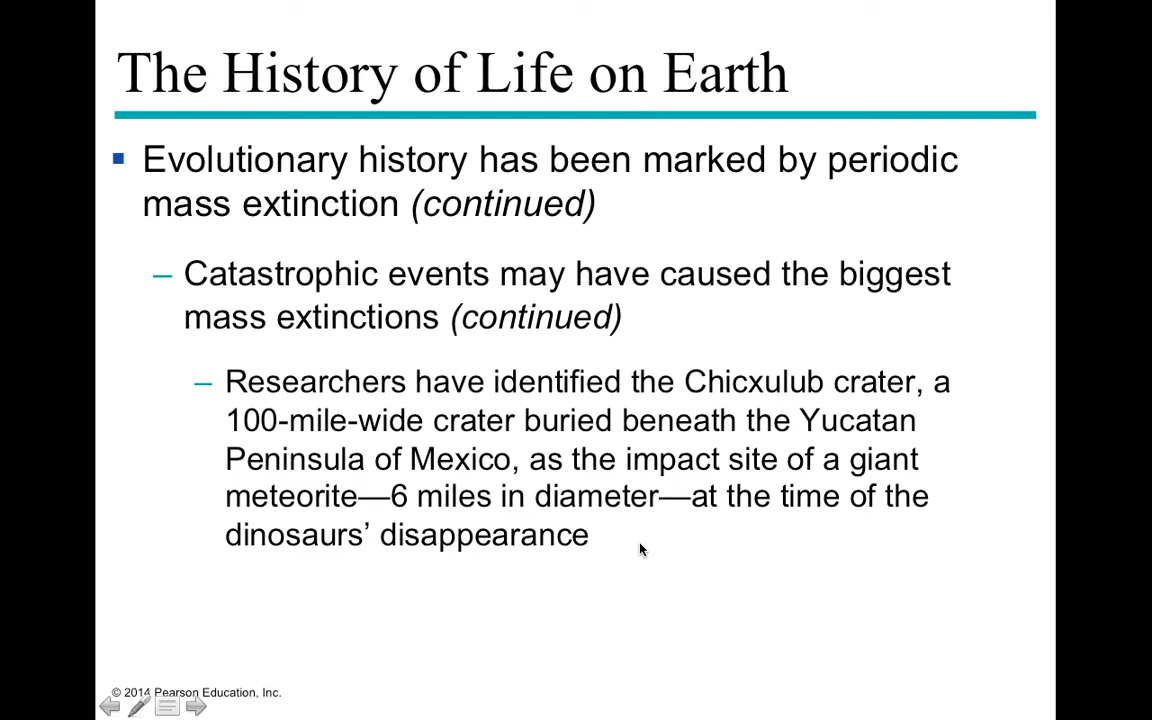 The History of Life on Earth
▪ Evolutionary history has been marked by periodic
mass extinction (continued)
– Catastrophic events may have caused the biggest
mass extinctions (continued)
– Researchers have identified the Chicxulub crater, a
100-mile-wide crater buried beneath the Yucatan
Peninsula of Mexico, as the impact site of a giant
meteorite—6 miles in diameter—at the time of the
dinosaurs’ disappearance
© 2014 Pearson Education, Inc.